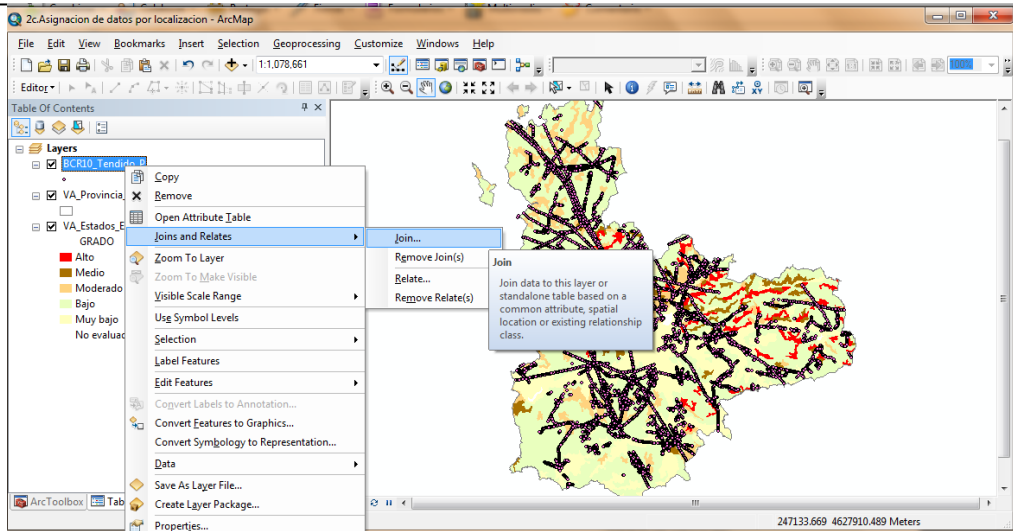 2c.Asignacion de datos por localizacion - ArcMap
File Edit View Bookmarks Insert Selection Geoprocessing Customize Windows Help
1:1,078,661
100%
Editor
Table Of Contents
Layers
BCR10_Tendido_P
VA_Provincia
VA_Estados_E
GRADO
Alto
Medio
Moderado
Bajo
Muy bajo
No evaluad
Copy
Remove
Open Attribute Table
Joins and Relates
Zoom To Layer
Zoom To Make Visible
Visible Scale Range
Use Symbol Levels
Selection
Label Features
Edit Features
Convert Labels to Annotation...
Convert Features to Graphics...
Convert Symbology to Representation...
Data
Save As Layer File...
Create Layer Package...
Properties...
Join...
Remove Join(s)
Relate...
Remove Relate(s)
Join
Join data to this layer or
standalone table based on a
common attribute, spatial
location or existing relationship
class.
ArcToolbox Tab
247133.669 4627910.489 Meters